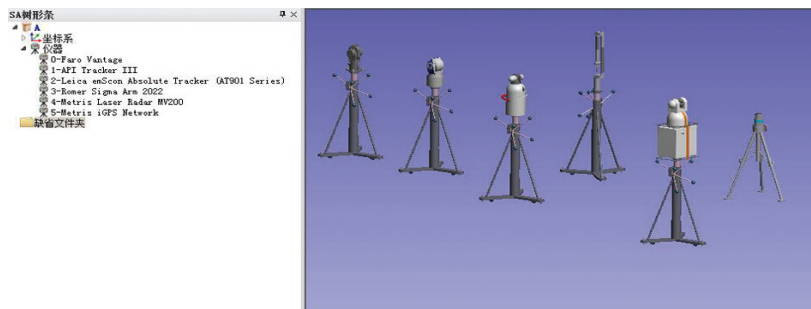 SA树形条
A
坐标系
仪器
0-Faro Vantage
1-API Tracker III
2-Leica emScon Absolute Tracker (AT901 Series)
3-Romer Sigma Arm 2022
4-Metris Laser Radar MV200
5-Metris iGPS Network
缺省文件夹